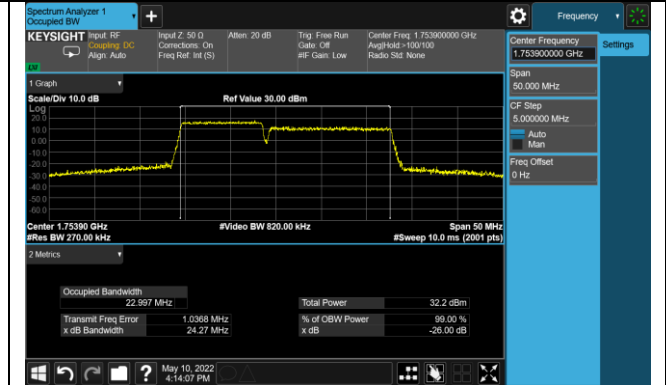 Spectrum Analyzer 1
Occupied BW
Frequency
KEYSIGHT
Input: RF
Coupling: DC
Align: Auto
Input Z: 50 Ω
Corrections: On
Freq Ref: Int (S)
Atten: 20 dB
Trig: Free Run
Gate: Off
#IF Gain: Low
Center Freq: 1.753900000 GHz
Avg|Hold:>100/100
Radio Std: None
Center Frequency
1.753900000 GHz
Settings
Span
50.000 MHz
CF Step
5.000000 MHz
Auto
Man
Freq Offset
0 Hz
1 Graph
Scale/Div 10.0 dB
Ref Value 30.00 dBm
Log
20.0
10.0
0.00
-10.0
-20.0
-30.0
-40.0
-50.0
-60.0
Center 1.75390 GHz
#Video BW 820.00 kHz
Span 50 MHz
#Res BW 270.00 kHz
#Sweep 10.0 ms (2001 pts)
2 Metrics
Occupied Bandwidth
22.997 MHz
Total Power
32.2 dBm
Transmit Freq Error
1.0368 MHz
% of OBW Power
99.00 %
x dB Bandwidth
24.27 MHz
x dB
-26.00 dB
May 10, 2022
4:14:07 PM